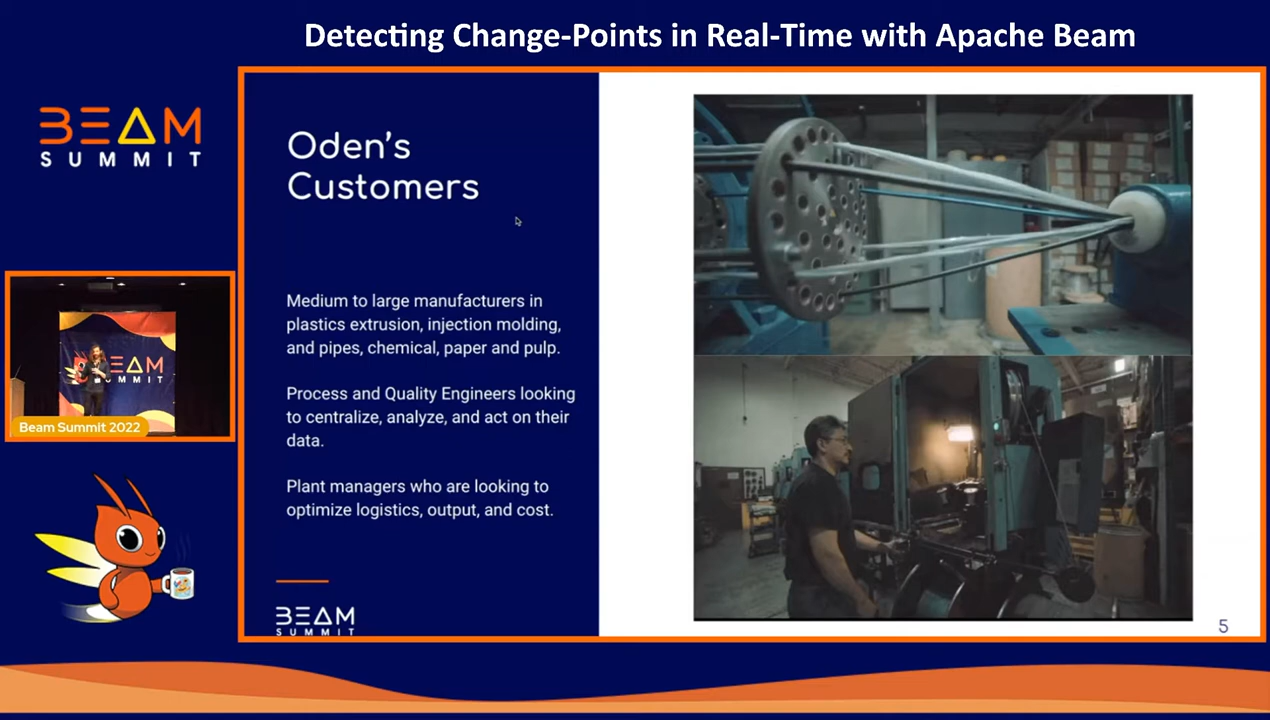 Detecting Change-Points in Real-Time with Apache Beam
BEAM
SUMMIT
Oden's
Customers
Medium to large manufacturers in
plastics extrusion, injection molding,
and pipes, chemical, paper and pulp.
Process and Quality Engineers looking
to centralize, analyze, and act on their
data.
Plant managers who are looking to
optimize logistics, output, and cost.
BEAM
SUMMIT
5
BEAM
SUMMIT
Beam Summit 2022